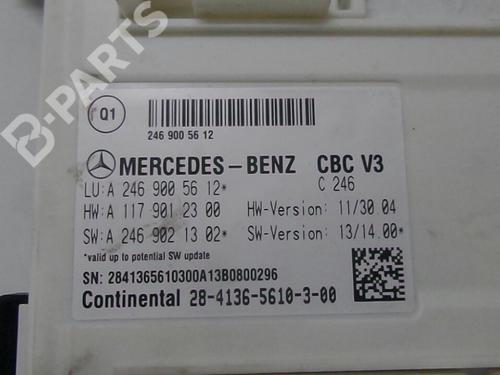 B-PARTS
Q1
246 900 56 12
MERCEDES-BENZ CBC V3
LU:A 246 900 56 12* C 246
HW:A 117 901 23 00 HW-Version: 11/30 04
SW:A 246 902 13 02* SW-Version: 13/14 00*
*valid up to potential SW update
SN: 2841365610300A13B0800296
Continental 28-4136-5610-3-00